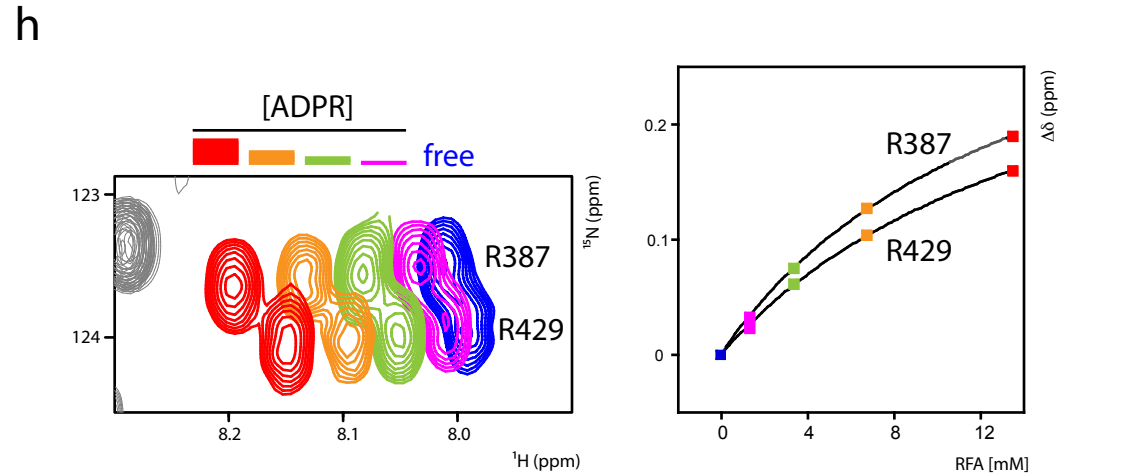 h
[ADPR]
free
123
124
R387
R429
¹⁵N (ppm)
8.2
8.1
8.0
¹H (ppm)
0.2
0.1
0
R387
R429
Δδ (ppm)
0
4
8
12
RFA [mM]